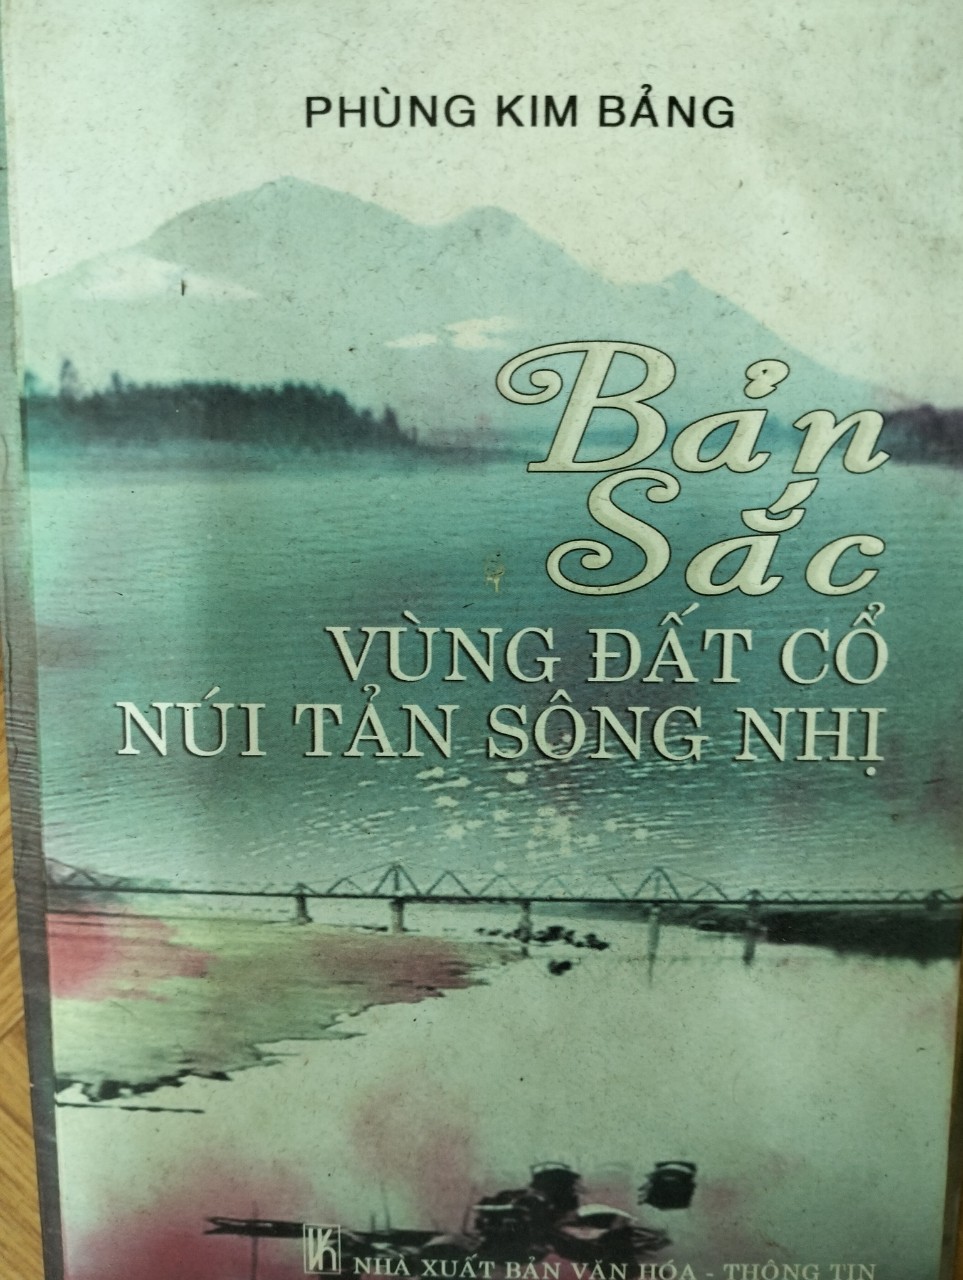 PHÙNG KIM BẢNG
Bản
Sắc
VÙNG ĐẤT CỔ
NÚI TẢN SÔNG NHỊ
NHÀ XUẤT BẢN VĂN HÓA - THÔNG TIN